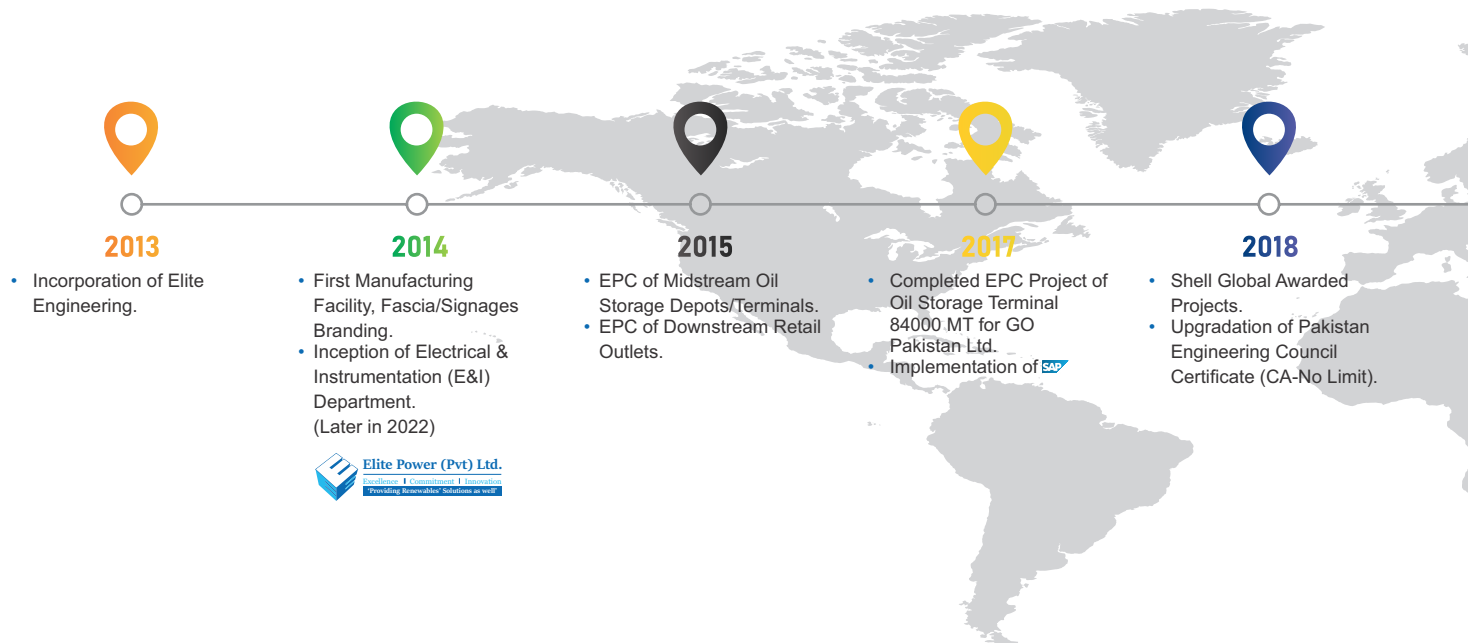 2013
• Incorporation of Elite
Engineering.
2014
• First Manufacturing
Facility, Fascia/Signages
Branding.
• Inception of Electrical &
Instrumentation (E&I)
Department.
(Later in 2022)
Elite Power (Pvt) Ltd.
Excellence | Commitment | Innovation
'Providing Renewables' Solutions as well'
2015
• EPC of Midstream Oil
Storage Depots/Terminals.
• EPC of Downstream Retail
Outlets.
2017
• Completed EPC Project of
Oil Storage Terminal
84000 MT for GO
Pakistan Ltd.
• Implementation of SAP
2018
• Shell Global Awarded
Projects.
• Upgradation of Pakistan
Engineering Council
Certificate (CA-No Limit).